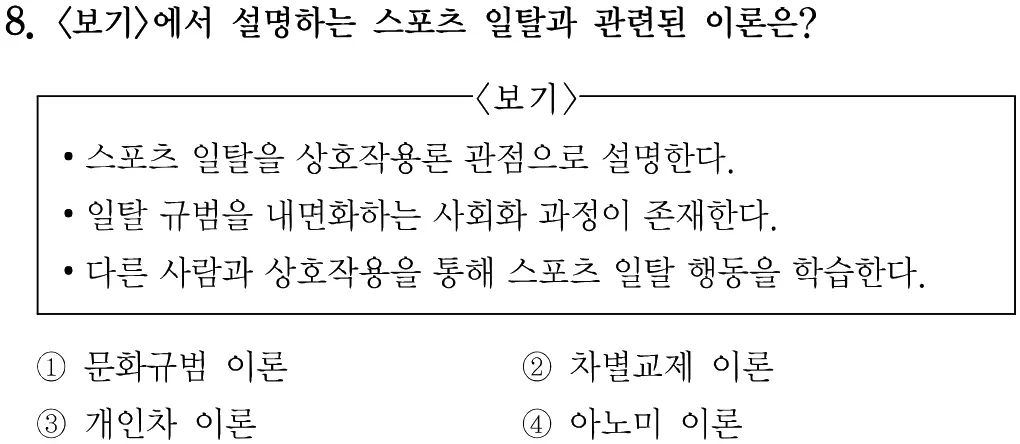 8. 〈보기〉에서 설명하는 스포츠 일탈과 관련된 이론은?
〈보기〉
• 스포츠 일탈을 상호작용론 관점으로 설명한다.
• 일탈 규범을 내면화하는 사회화 과정이 존재한다.
• 다른 사람과 상호작용을 통해 스포츠 일탈 행동을 학습한다.
① 문화규범 이론 ② 차별교제 이론
③ 개인차 이론 ④ 아노미 이론